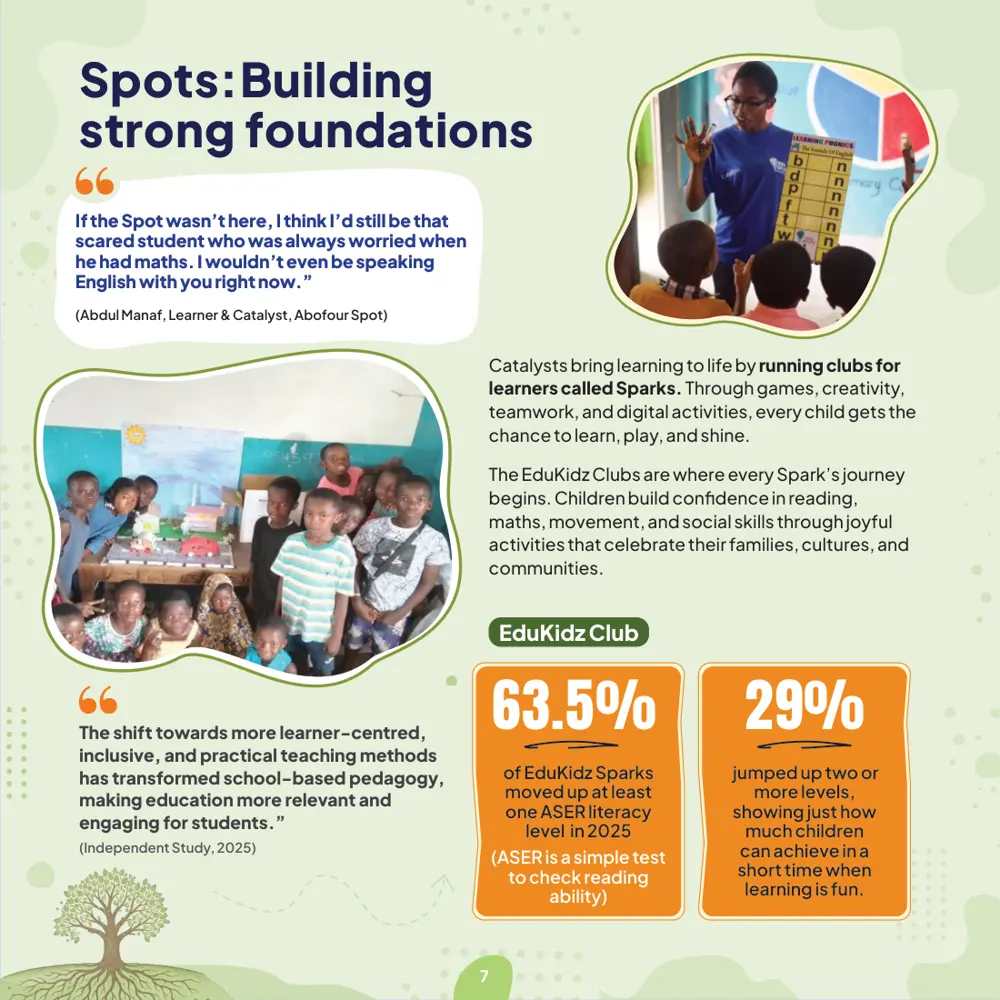 Spots: Building
strong foundations
If the Spot wasn't here, I think I'd still be that
scared student who was always worried when
he had maths. I wouldn't even be speaking
English with you right now.”
(Abdul Manaf, Learner & Catalyst, Abofour Spot)
LEARNING PHONICS
The Sounds Of English
b
d
p
f
t
w
n
n
n
n
n
n
Catalysts bring learning to life by running clubs for
learners called Sparks. Through games, creativity,
teamwork, and digital activities, every child gets the
chance to learn, play, and shine.
The EduKidz Clubs are where every Spark's journey
begins. Children build confidence in reading,
maths, movement, and social skills through joyful
activities that celebrate their families, cultures, and
communities.
EduKidz Club
63.5%
of EduKidz Sparks
moved up at least
one ASER literacy
level in 2025
(ASER is a simple test
to check reading
ability)
29%
jumped up two or
more levels,
showing just how
much children
can achieve in a
short time when
learning is fun.
“
The shift towards more learner-centred,
inclusive, and practical teaching methods
has transformed school-based pedagogy,
making education more relevant and
engaging for students.”
(Independent Study, 2025)
7